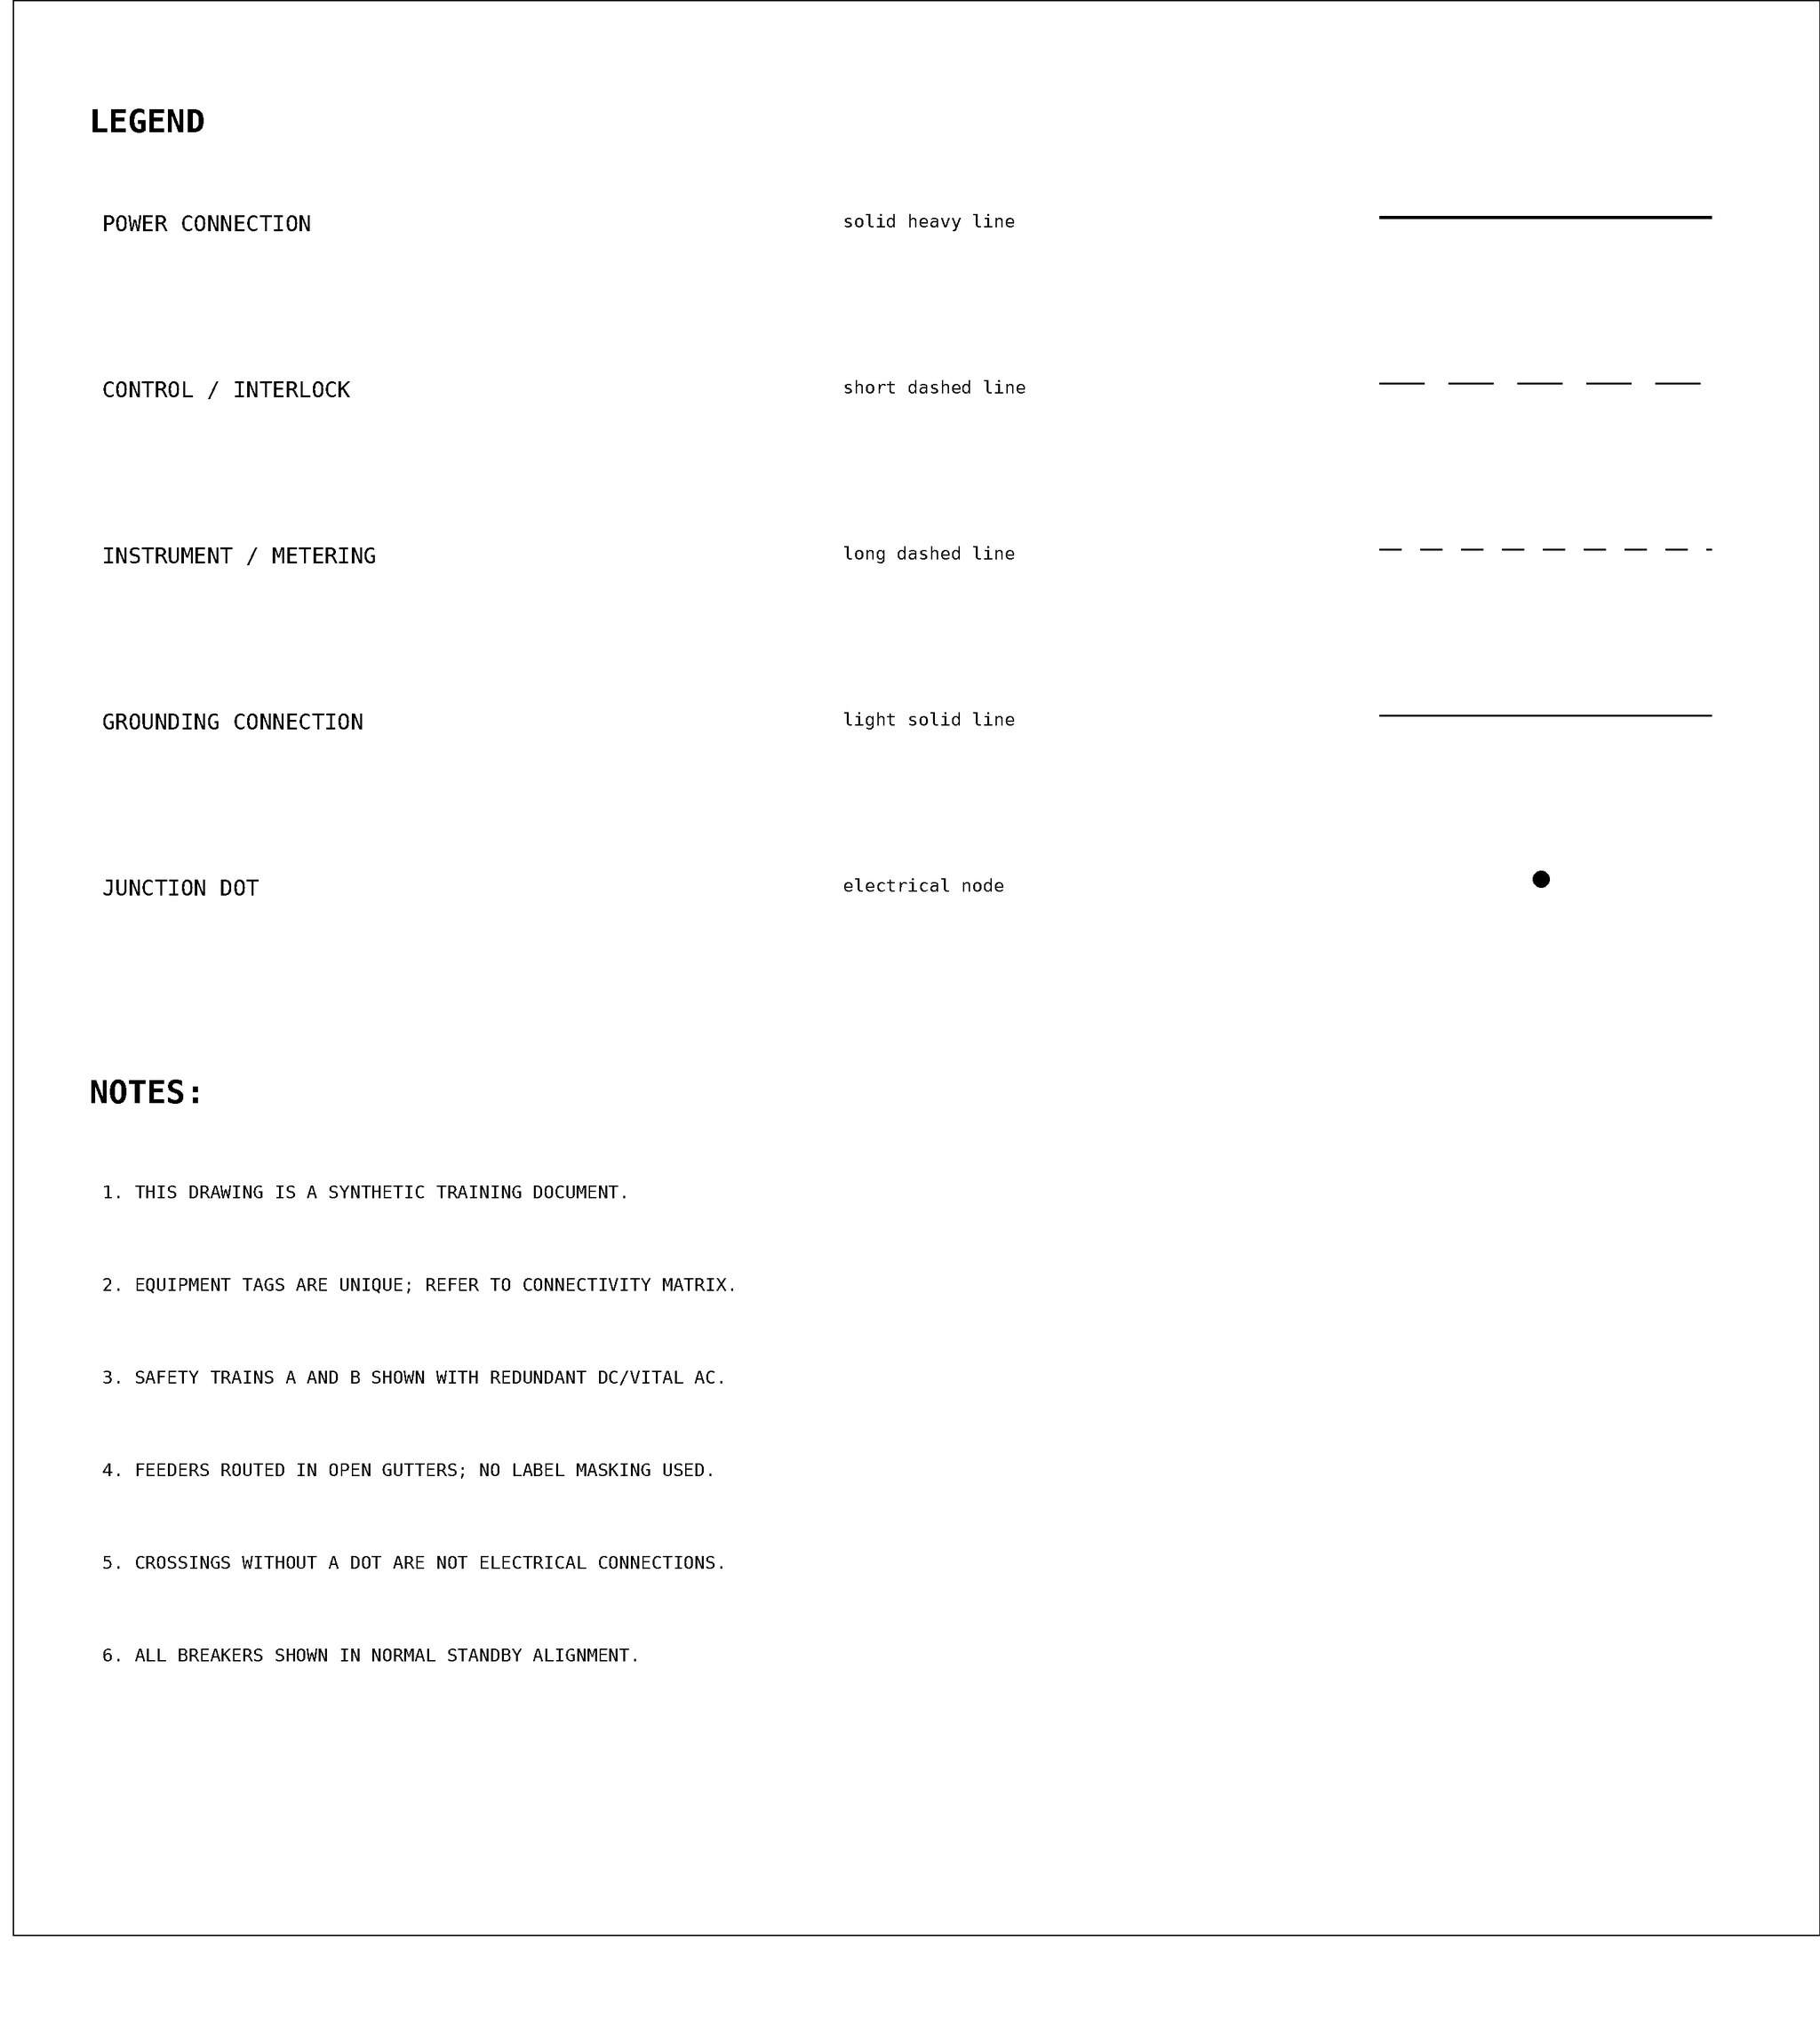 LEGEND
POWER CONNECTION solid heavy line
CONTROL / INTERLOCK short dashed line
INSTRUMENT / METERING long dashed line
GROUNDING CONNECTION light solid line
JUNCTION DOT electrical node
NOTES:
1. THIS DRAWING IS A SYNTHETIC TRAINING DOCUMENT.
2. EQUIPMENT TAGS ARE UNIQUE; REFER TO CONNECTIVITY MATRIX.
3. SAFETY TRAINS A AND B SHOWN WITH REDUNDANT DC/VITAL AC.
4. FEEDERS ROUTED IN OPEN GUTTERS; NO LABEL MASKING USED.
5. CROSSINGS WITHOUT A DOT ARE NOT ELECTRICAL CONNECTIONS.
6. ALL BREAKERS SHOWN IN NORMAL STANDBY ALIGNMENT.